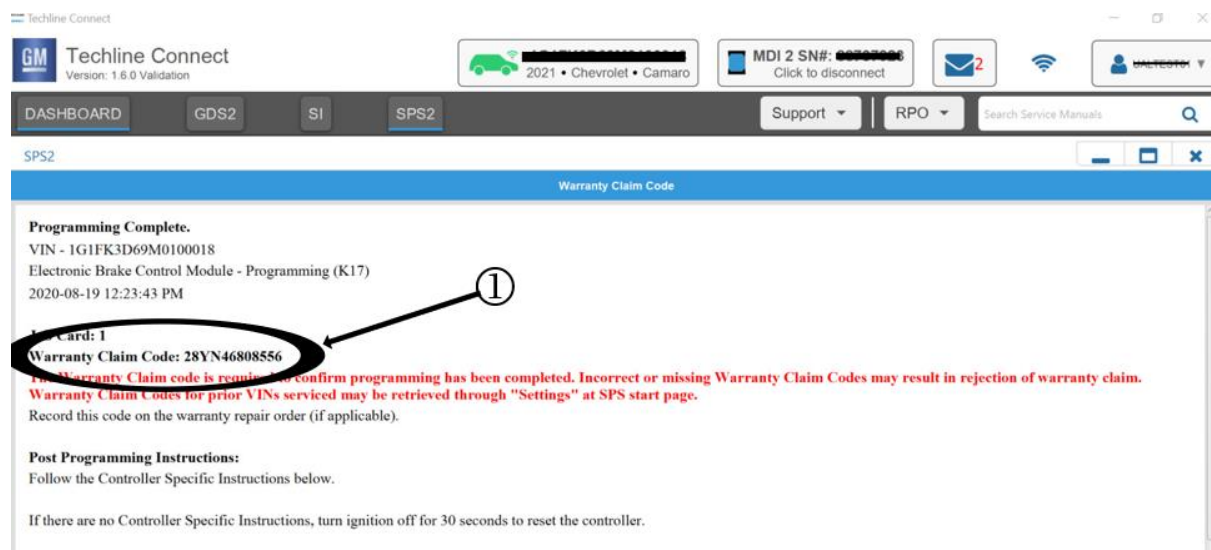 Techline Connect
GM
Techline Connect
Version: 1.6.0 Validation
2021 • Chevrolet • Camaro
MDI 2 SN#:
Click to disconnect
2
DASHBOARD GDS2 SI SPS2 Support RPO Search Service Manuals
SPS2
Warranty Claim Code
Programming Complete.
VIN - 1G1FK3D69M0100018
Electronic Brake Control Module - Programming (K17)
2020-08-19 12:23:43 PM
1
Card: 1
Warranty Claim Code: 28YN46808556
The Warranty Claim code is required to confirm programming has been completed. Incorrect or missing Warranty Claim Codes may result in rejection of warranty claim.
Warranty Claim Codes for prior VINs serviced may be retrieved through "Settings" at SPS start page.
Record this code on the warranty repair order (if applicable).
Post Programming Instructions:
Follow the Controller Specific Instructions below.
If there are no Controller Specific Instructions, turn ignition off for 30 seconds to reset the controller.